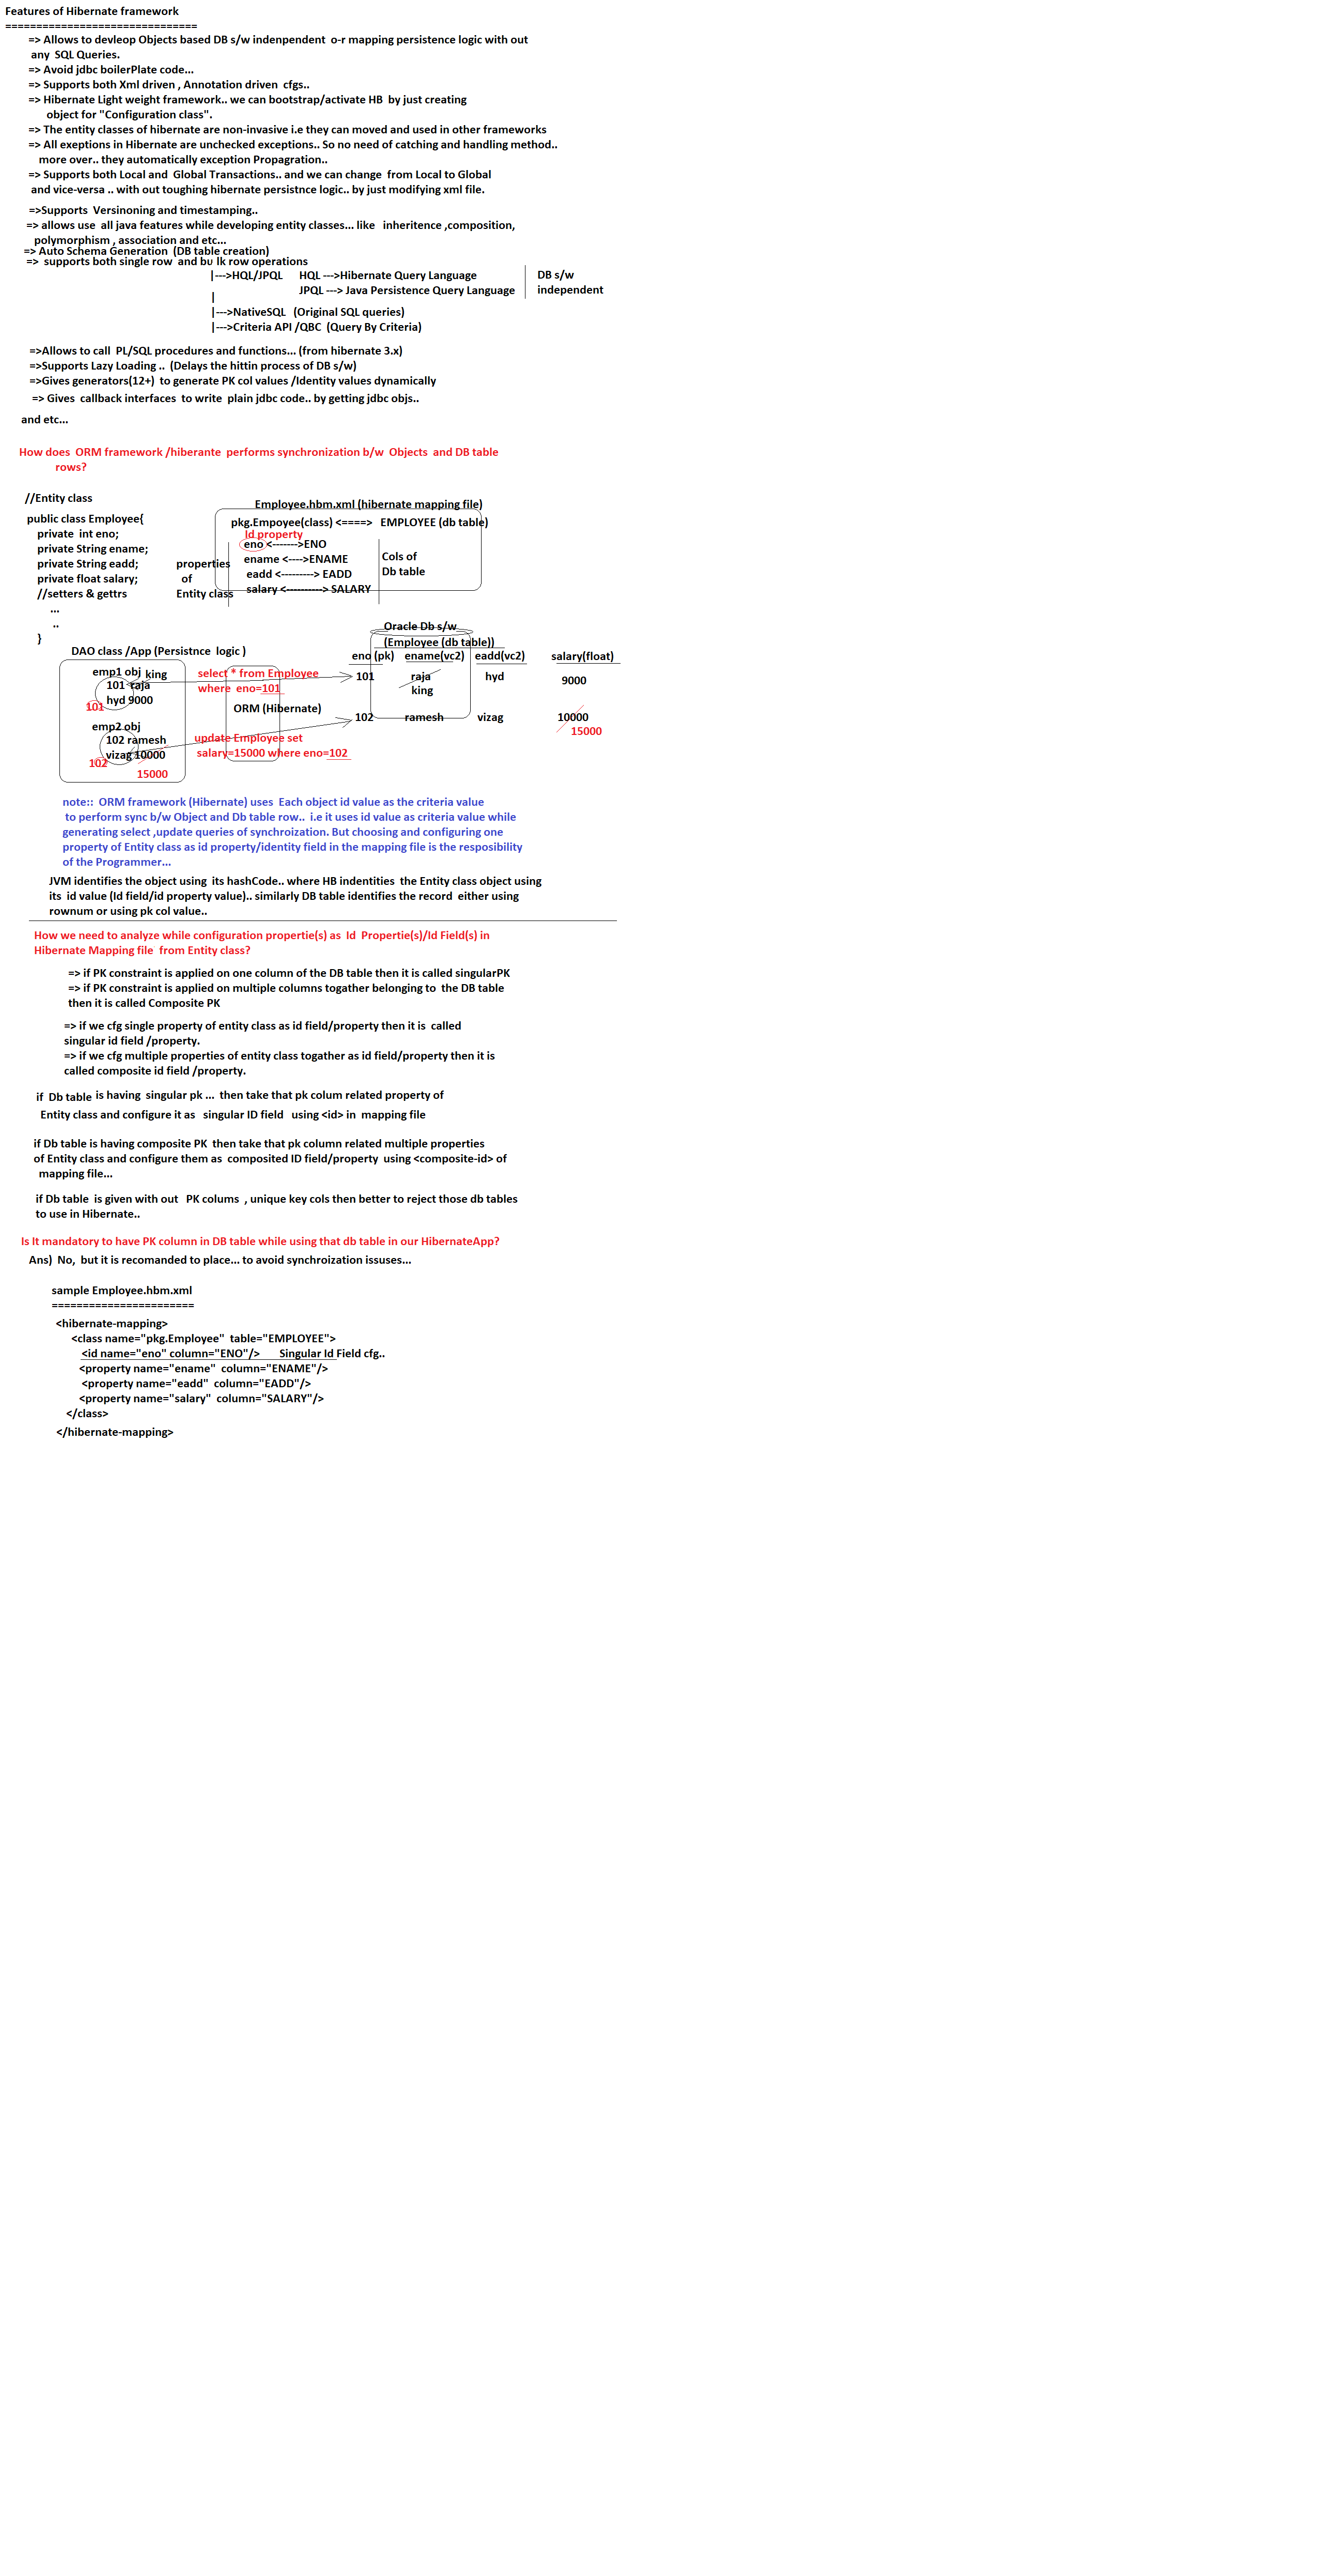 Features of Hibernate framework
===============================
=> Allows to devleop Objects based DB s/w indenpendent o-r mapping persistence logic with out
any SQL Queries.
=> Avoid jdbc boilerPlate code...
=> Supports both Xml driven , Annotation driven cfgs..
=> Hibernate Light weight framework.. we can bootstrap/activate HB by just creating
object for "Configuration class".
=> The entity classes of hibernate are non-invasive i.e they can moved and used in other frameworks
=> All exeptions in Hibernate are unchecked exceptions.. So no need of catching and handling method..
more over.. they automatically exception Propagration..
=> Supports both Local and Global Transactions.. and we can change from Local to Global
and vice-versa .. with out toughing hibernate persistnce logic.. by just modifying xml file.
=>Supports Versinoning and timestamping..
=> allows use all java features while developing entity classes... like inheritence ,composition,
polymorphism , association and etc...
=> Auto Schema Generation (DB table creation)
=> supports both single row and bulk row operations
|--->HQL/JPQL HQL --->Hibernate Query Language DB s/w
JPQL ---> Java Persistence Query Language independent
|
|--->NativeSQL (Original SQL queries)
|--->Criteria API /QBC (Query By Criteria)
=>Allows to call PL/SQL procedures and functions... (from hibernate 3.x)
=>Supports Lazy Loading .. (Delays the hittin process of DB s/w)
=>Gives generators(12+) to generate PK col values /Identity values dynamically
=> Gives callback interfaces to write plain jdbc code.. by getting jdbc objs..
and etc...
How does ORM framework /hiberante performs synchronization b/w Objects and DB table
rows?
//Entity class
public class Employee{
private int eno;
private String ename;
private String eadd;
private float salary;
//setters & gettrs
...
..
}
properties
of
Entity class
Employee.hbm.xml (hibernate mapping file)
pkg.Empoyee(class) <====> EMPLOYEE (db table)
Id property
eno <------->ENO
ename <---->ENAME
eadd <---------> EADD
salary <----------> SALARY
Cols of
Db table
DAO class /App (Persistnce logic )
emp1 obj
king
101 raja
hyd 9000
101
emp2 obj
102 ramesh
vizag 10000
102
15000
select * from Employee
where eno=101
ORM (Hibernate)
update Employee set
salary=15000 where eno=102
Oracle Db s/w
(Employee (db table))
eno (pk) ename(vc2) eadd(vc2) salary(float)
101 raja hyd 9000
king
102 ramesh vizag 10000
15000
note:: ORM framework (Hibernate) uses Each object id value as the criteria value
to perform sync b/w Object and Db table row.. i.e it uses id value as criteria value while
generating select ,update queries of synchroization. But choosing and configuring one
property of Entity class as id property/identity field in the mapping file is the resposibility
of the Programmer...
JVM identifies the object using its hashCode.. where HB indentities the Entity class object using
its id value (Id field/id property value).. similarly DB table identifies the record either using
rownum or using pk col value..
How we need to analyze while configuration propertie(s) as Id Propertie(s)/Id Field(s) in
Hibernate Mapping file from Entity class?
=> if PK constraint is applied on one column of the DB table then it is called singularPK
=> if PK constraint is applied on multiple columns togather belonging to the DB table
then it is called Composite PK
=> if we cfg single property of entity class as id field/property then it is called
singular id field /property.
=> if we cfg multiple properties of entity class togather as id field/property then it is
called composite id field /property.
if Db table is having singular pk ... then take that pk colum related property of
Entity class and configure it as singular ID field using <id> in mapping file
if Db table is having composite PK then take that pk column related multiple properties
of Entity class and configure them as composited ID field/property using <composite-id> of
mapping file...
if Db table is given with out PK colums , unique key cols then better to reject those db tables
to use in Hibernate..
Is It mandatory to have PK column in DB table while using that db table in our HibernateApp?
Ans) No, but it is recomanded to place... to avoid synchroization issuses...
sample Employee.hbm.xml
=======================
<hibernate-mapping>
<class name="pkg.Employee" table="EMPLOYEE">
<id name="eno" column="ENO"/> Singular Id Field cfg..
<property name="ename" column="ENAME"/>
<property name="eadd" column="EADD"/>
<property name="salary" column="SALARY"/>
</class>
</hibernate-mapping>